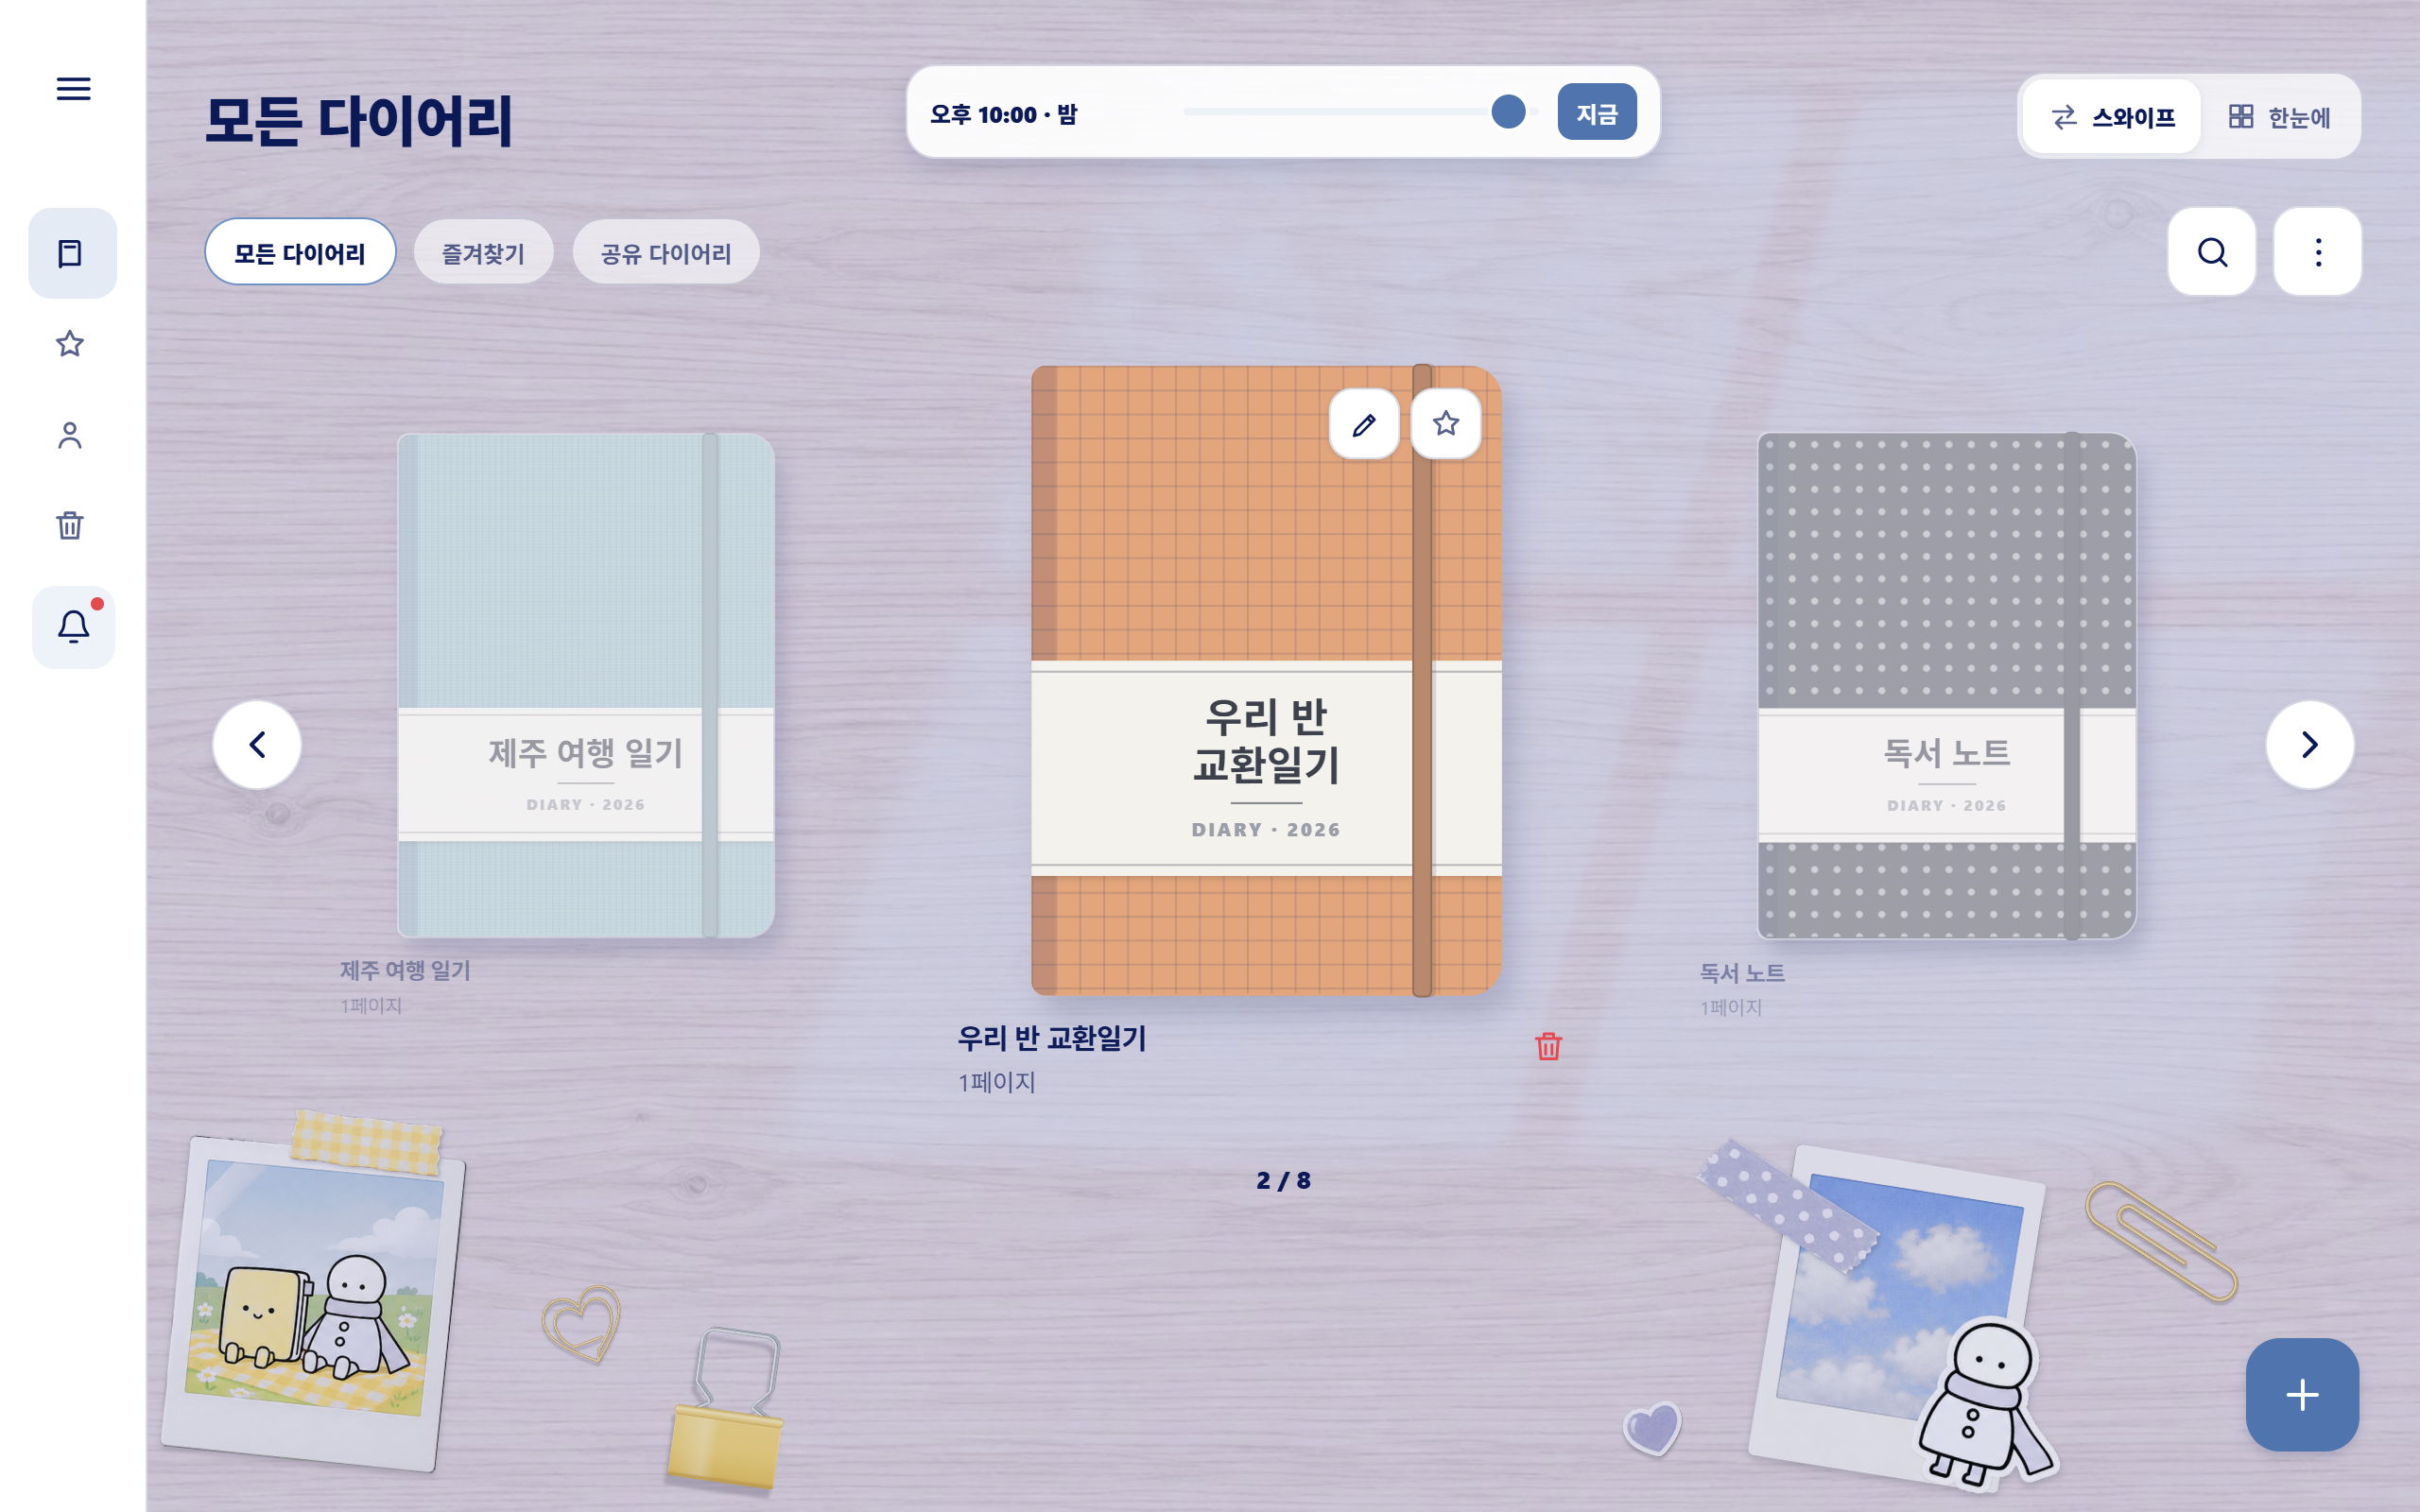 모든 다이어리
오후 10:00 · 밤
지금
스와이프
한눈에
모든 다이어리
즐겨찾기
공유 다이어리
제주 여행 일기
DIARY · 2026
제주 여행 일기
1페이지
우리 반
교환일기
DIARY · 2026
우리 반 교환일기
1페이지
독서 노트
DIARY · 2026
독서 노트
1페이지
2 / 8